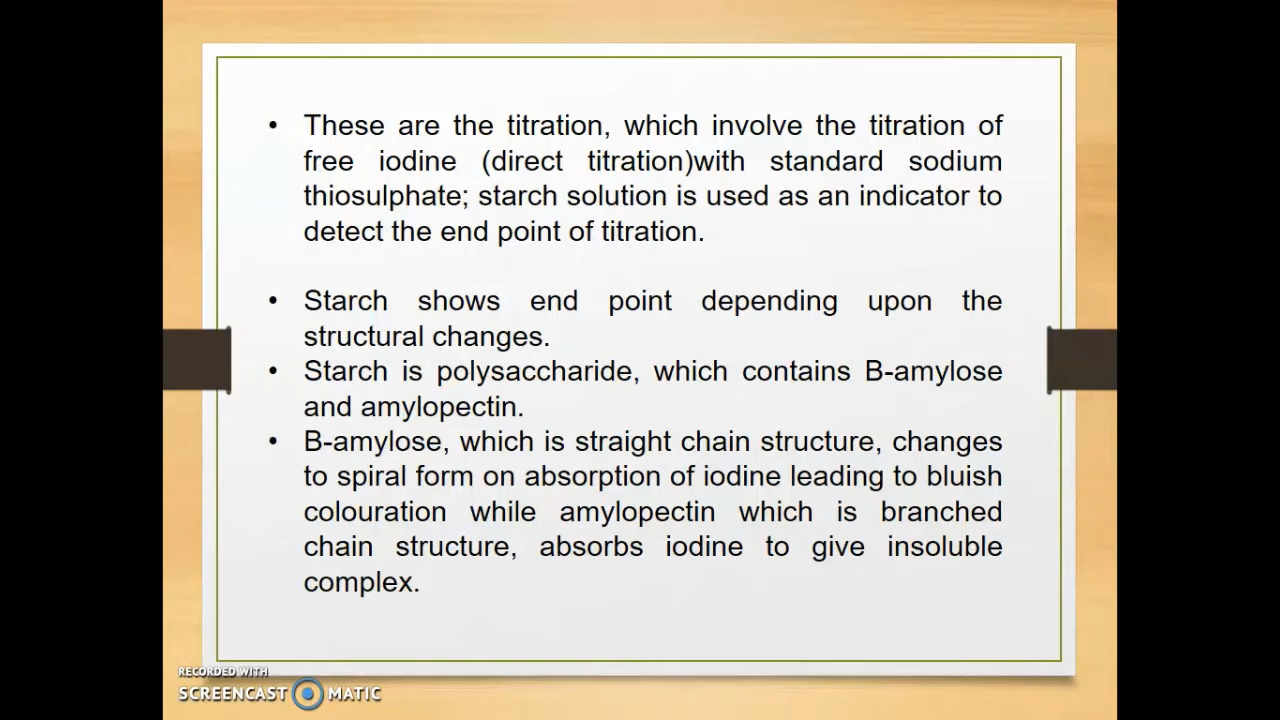 • These are the titration, which involve the titration of
free iodine (direct titration)with standard sodium
thiosulphate; starch solution is used as an indicator to
detect the end point of titration.
• Starch shows end point depending upon the
structural changes.
• Starch is polysaccharide, which contains B-amylose
and amylopectin.
• B-amylose, which is straight chain structure, changes
to spiral form on absorption of iodine leading to bluish
colouration while amylopectin which is branched
chain structure, absorbs iodine to give insoluble
complex.
RECORDED WITH
SCREENCAST MATIC